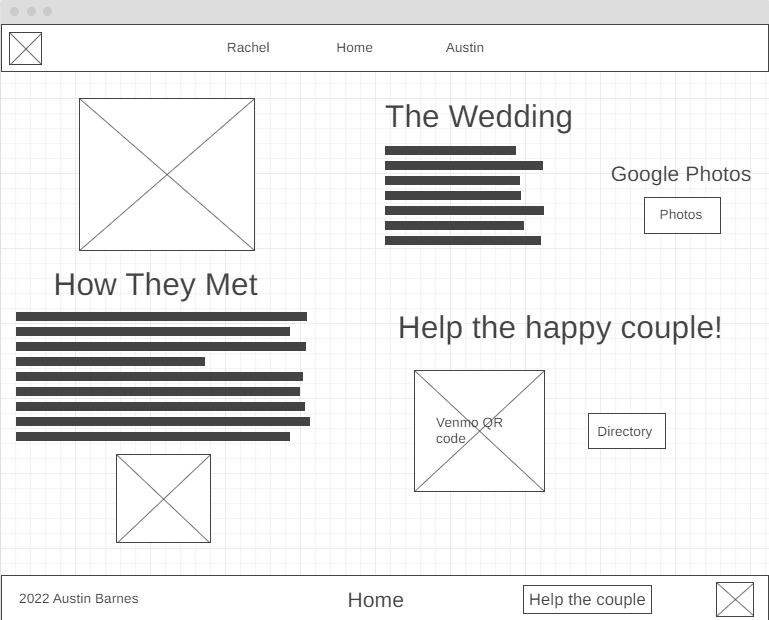 Rachel
Home
Austin
The Wedding
Google Photos
Photos
How They Met
Help the happy couple!
Venmo QR
code
Directory
2022 Austin Barnes
Home
Help the couple